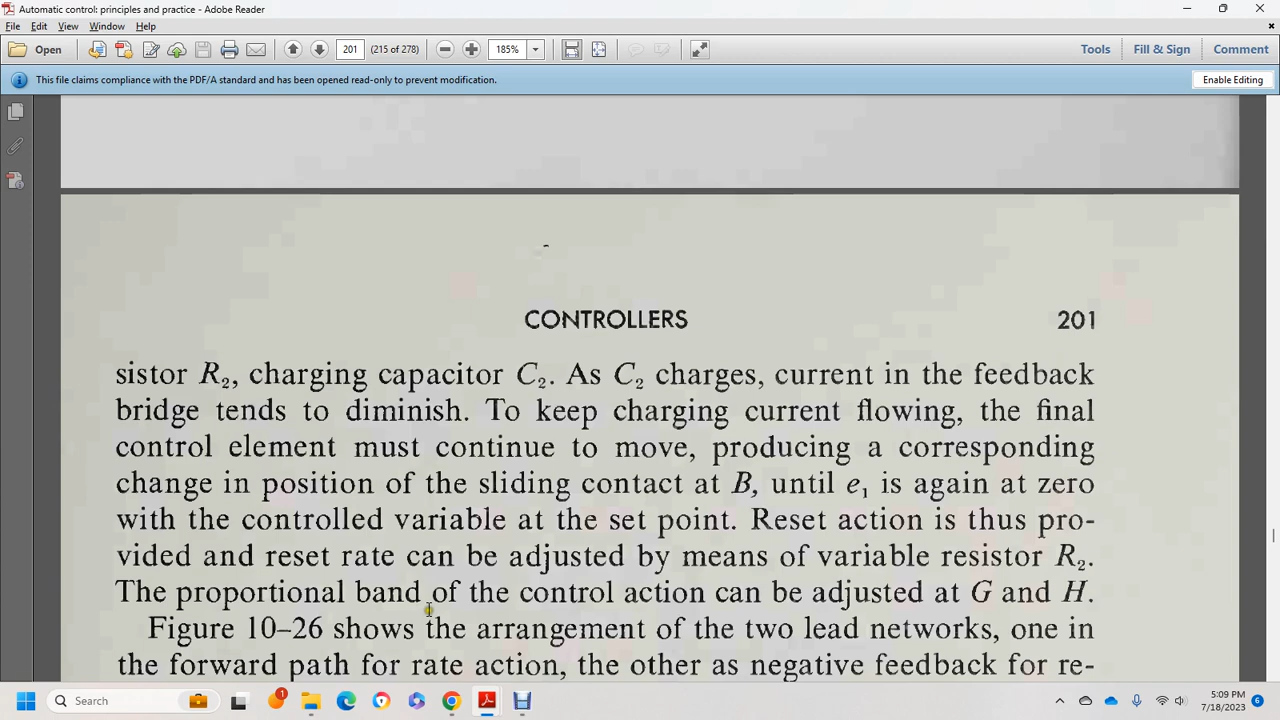 Automatic control: principles and practice - Adobe Reader
File Edit View Window Help
Open 201 (215 of 278) 185% Tools Fill & Sign Comment
This file claims compliance with the PDF/A standard and has been opened read-only to prevent modification. Enable Editing
CONTROLLERS 201
sistor R₂, charging capacitor C₂. As C₂ charges, current in the feedback
bridge tends to diminish. To keep charging current flowing, the final
control element must continue to move, producing a corresponding
change in position of the sliding contact at B, until e₁ is again at zero
with the controlled variable at the set point. Reset action is thus pro-
vided and reset rate can be adjusted by means of variable resistor R₂.
The proportional band of the control action can be adjusted at G and H.
Figure 10–26 shows the arrangement of the two lead networks, one in
the forward path for rate action, the other as negative feedback for re-
Search 1 5:09 PM
7/18/2023 6